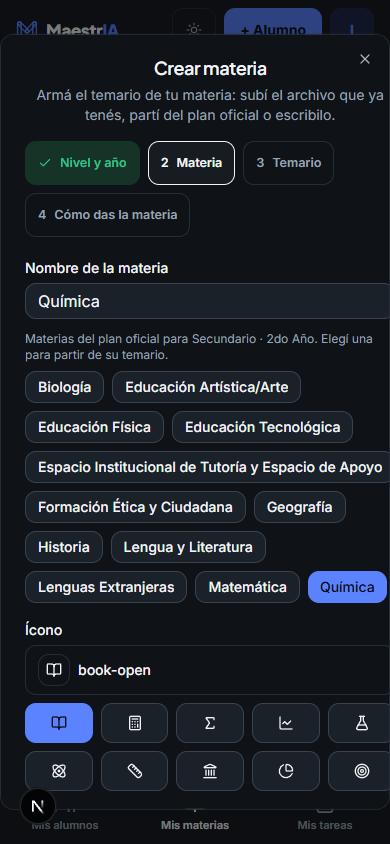 MaestrIA
+ Alumno
Crear materia
Armá el temario de tu materia: subí el archivo que ya
tenés, partí del plan oficial o escribilo.
Nivel y año
2 Materia
3 Temario
4 Cómo das la materia
Nombre de la materia
Química
Materias del plan oficial para Secundario · 2do Año. Elegí una
para partir de su temario.
Biología
Educación Artística/Arte
Educación Física
Educación Tecnológica
Espacio Institucional de Tutoría y Espacio de Apoyo
Formación Ética y Ciudadana
Geografía
Historia
Lengua y Literatura
Lenguas Extranjeras
Matemática
Química
Ícono
book-open
N
Mis alumnos
Mis materias
Mis tareas